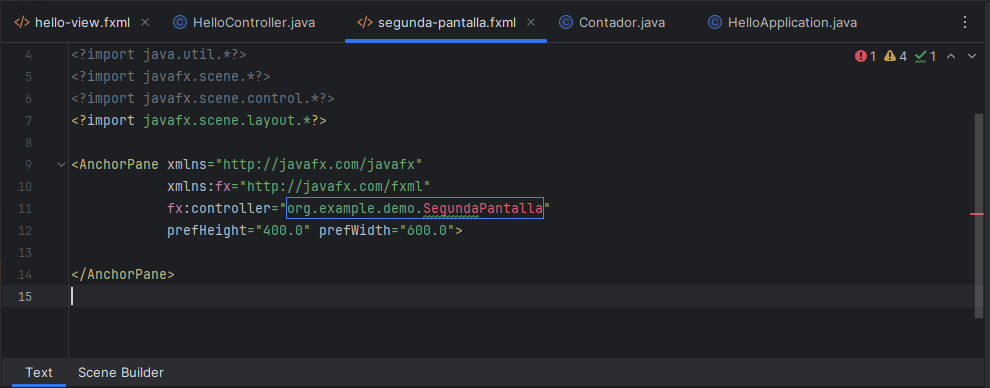 hello-view.fxml HelloController.java segunda-pantalla.fxml Contador.java HelloApplication.java
4 <?import java.util.*?> 1 4 1
5 <?import javafx.scene.*?>
6 <?import javafx.scene.control.*?>
7 <?import javafx.scene.layout.*?>
8
9 <AnchorPane xmlns="http://javafx.com/javafx"
10 xmlns:fx="http://javafx.com/fxml"
11 fx:controller="org.example.demo.SegundaPantalla"
12 prefHeight="400.0" prefWidth="600.0">
13
14 </AnchorPane>
15
Text Scene Builder